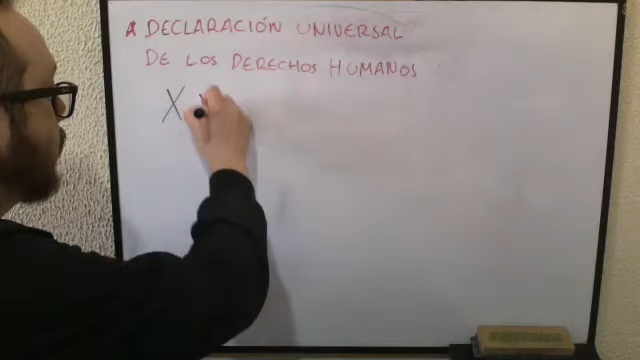 * DECLARACIÓN UNIVERSAL
DE LOS DERECHOS HUMANOS
X